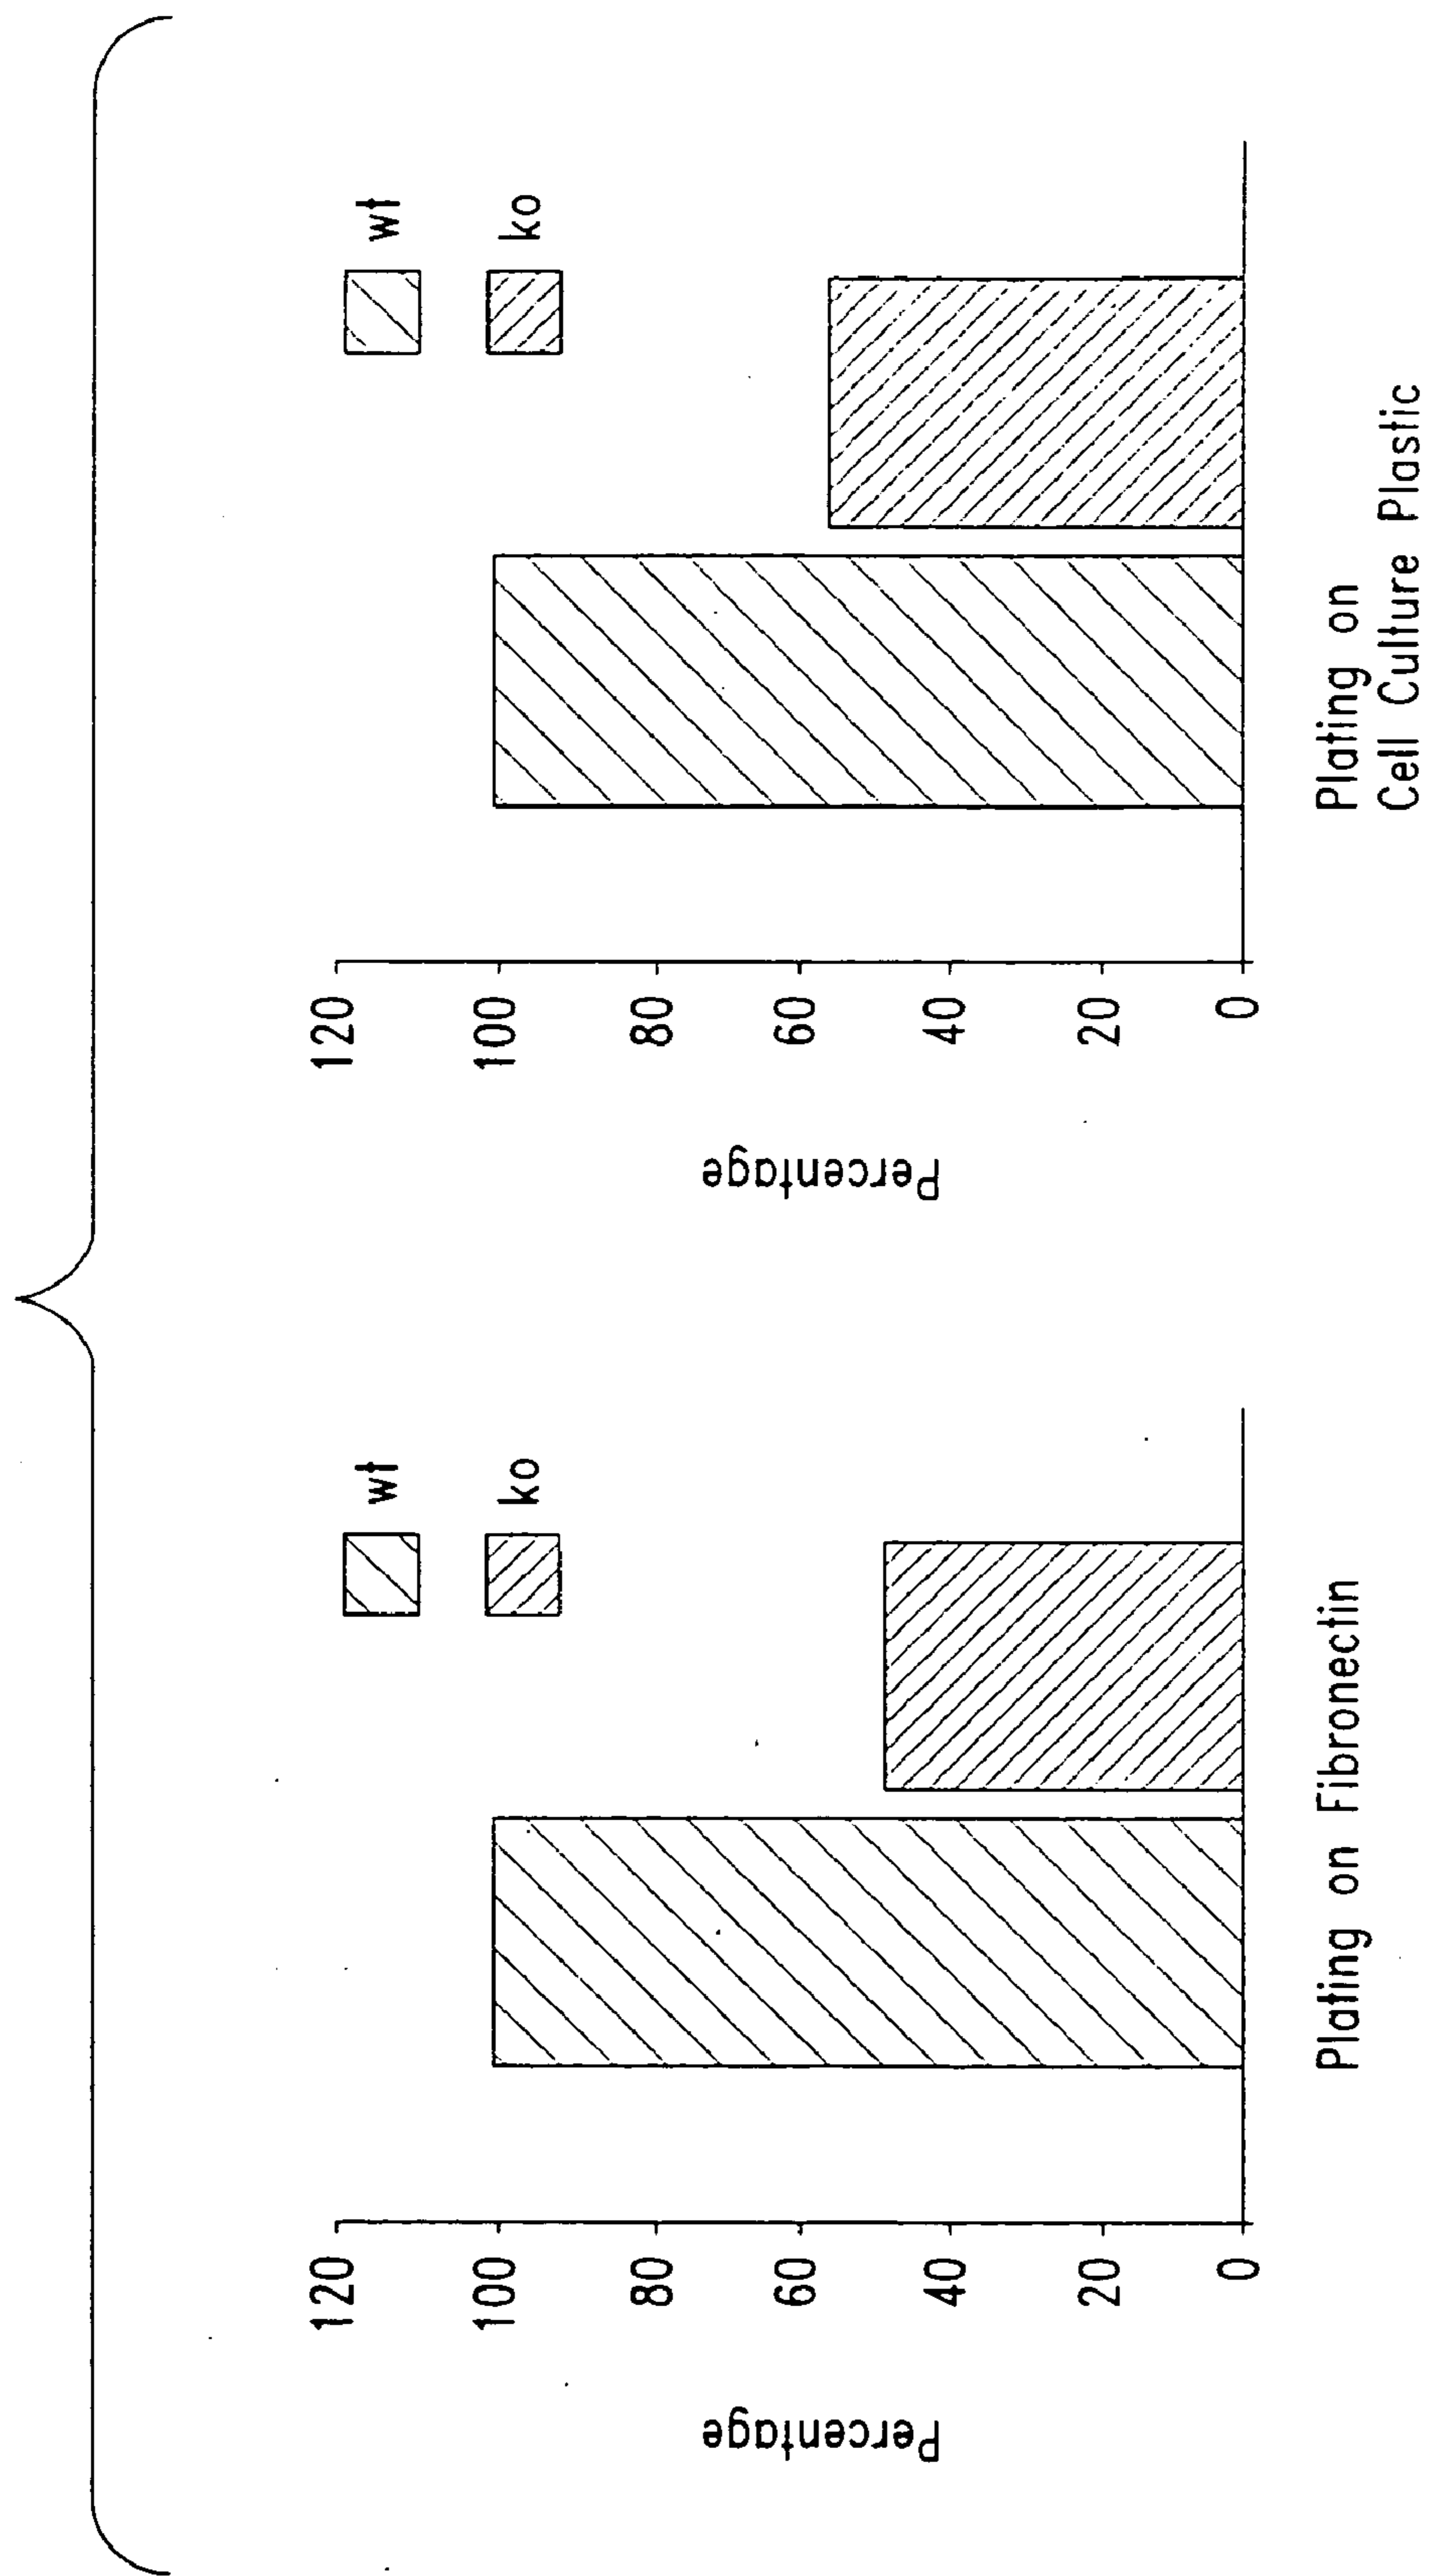 Percentage
120
100
80
60
40
20
0
wt
ko
Plating on Fibronectin
Percentage
120
100
80
60
40
20
0
wt
ko
Plating on
Cell Culture Plastic